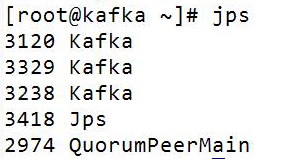 [root@kafka ~]# jps
3120 Kafka
3329 Kafka
3238 Kafka
3418 Jps
2974 QuorumPeerMain